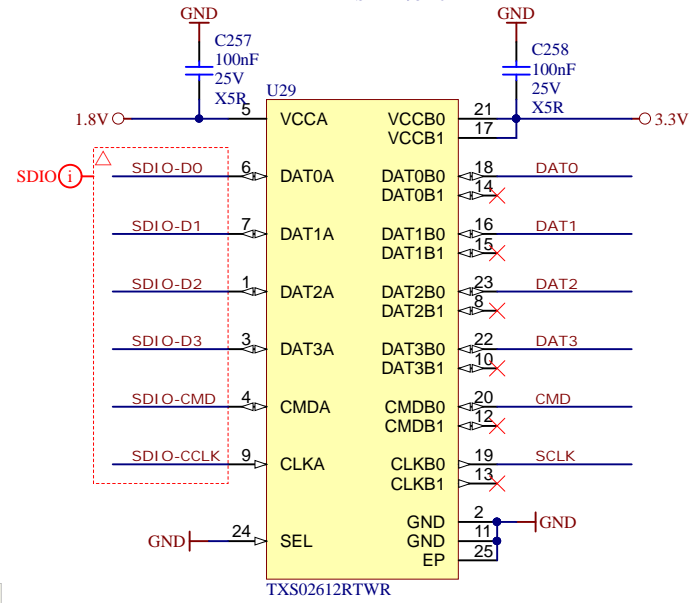 GND GND
C257 C258
100nF 100nF
25V 25V
X5R X5R
U29
1.8V 5 VCCA VCCB0 21 3.3V
VCCB1 17
SDIO i SDIO-D0 6 DAT0A DAT0B0 18 DAT0
DAT0B1 14
SDIO-D1 7 DAT1A DAT1B0 16 DAT1
DAT1B1 15
SDIO-D2 1 DAT2A DAT2B0 23 DAT2
DAT2B1 8
SDIO-D3 3 DAT3A DAT3B0 22 DAT3
DAT3B1 10
SDIO-CMD 4 CMDA CMDB0 20 CMD
CMDB1 12
SDIO-CCLK 9 CLKA CLKB0 19 SCLK
CLKB1 13
GND 2 GND
GND 24 SEL GND 11
EP 25
TXS02612RTWR